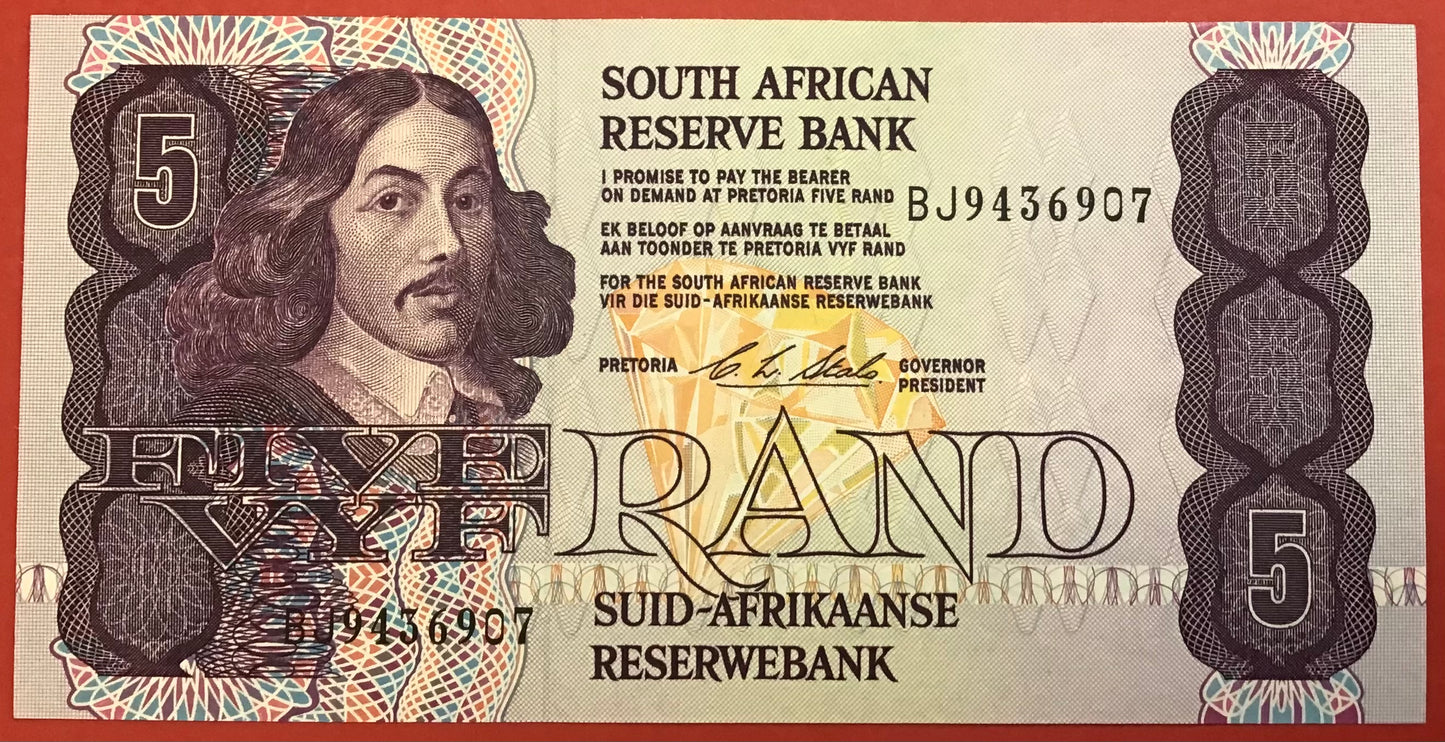 5
SOUTH AFRICAN
RESERVE BANK
I PROMISE TO PAY THE BEARER
ON DEMAND AT PRETORIA FIVE RAND
BJ9436907
EK BELOOF OP AANVRAAG TE BETAAL
AAN TOONDER TE PRETORIA VYF RAND
FOR THE SOUTH AFRICAN RESERVE BANK
VIR DIE SUID-AFRIKAANSE RESERWEBANK
PRETORIA
GOVERNOR
PRESIDENT
FIVE
VYF
RAND
BJ9436907
SUID-AFRIKAANSE
RESERWEBANK
5